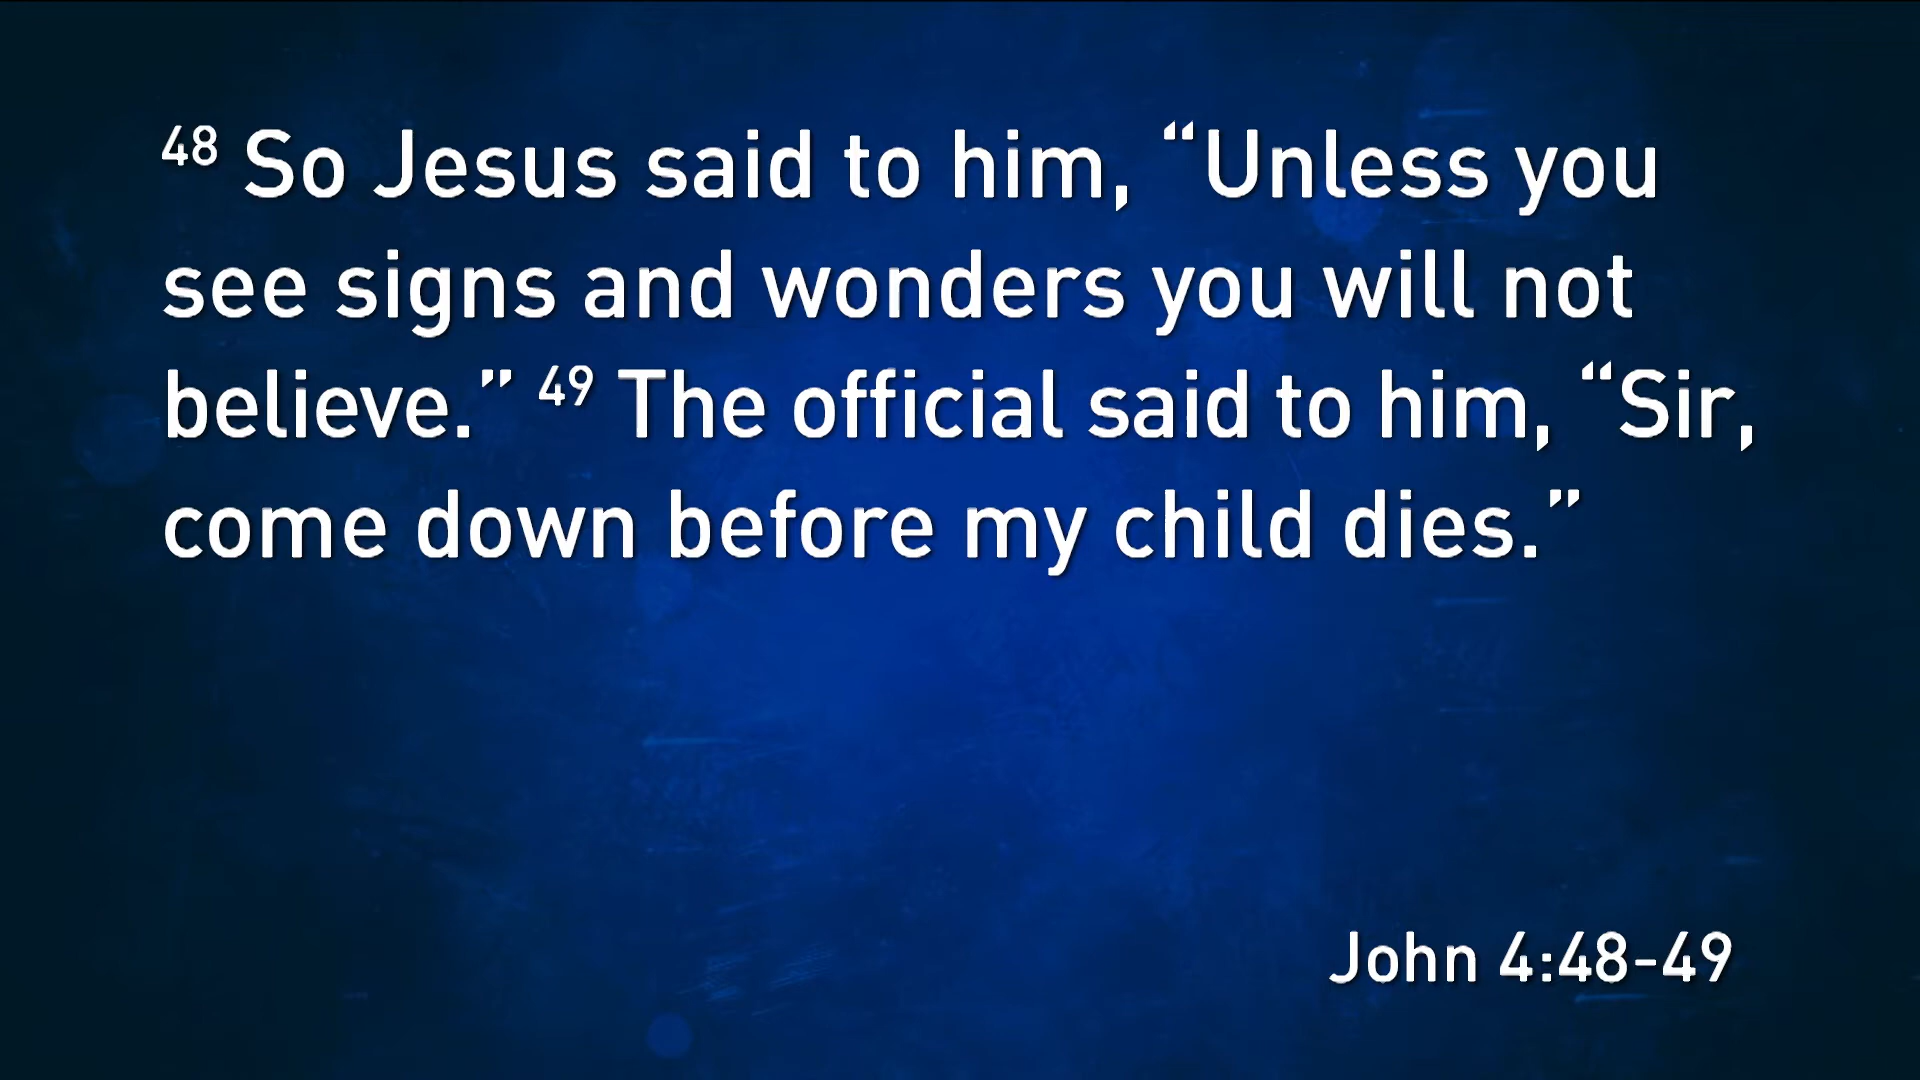 48 So Jesus said to him, “Unless you
see signs and wonders you will not
believe.” 49 The official said to him, “Sir,
come down before my child dies.”
John 4:48-49